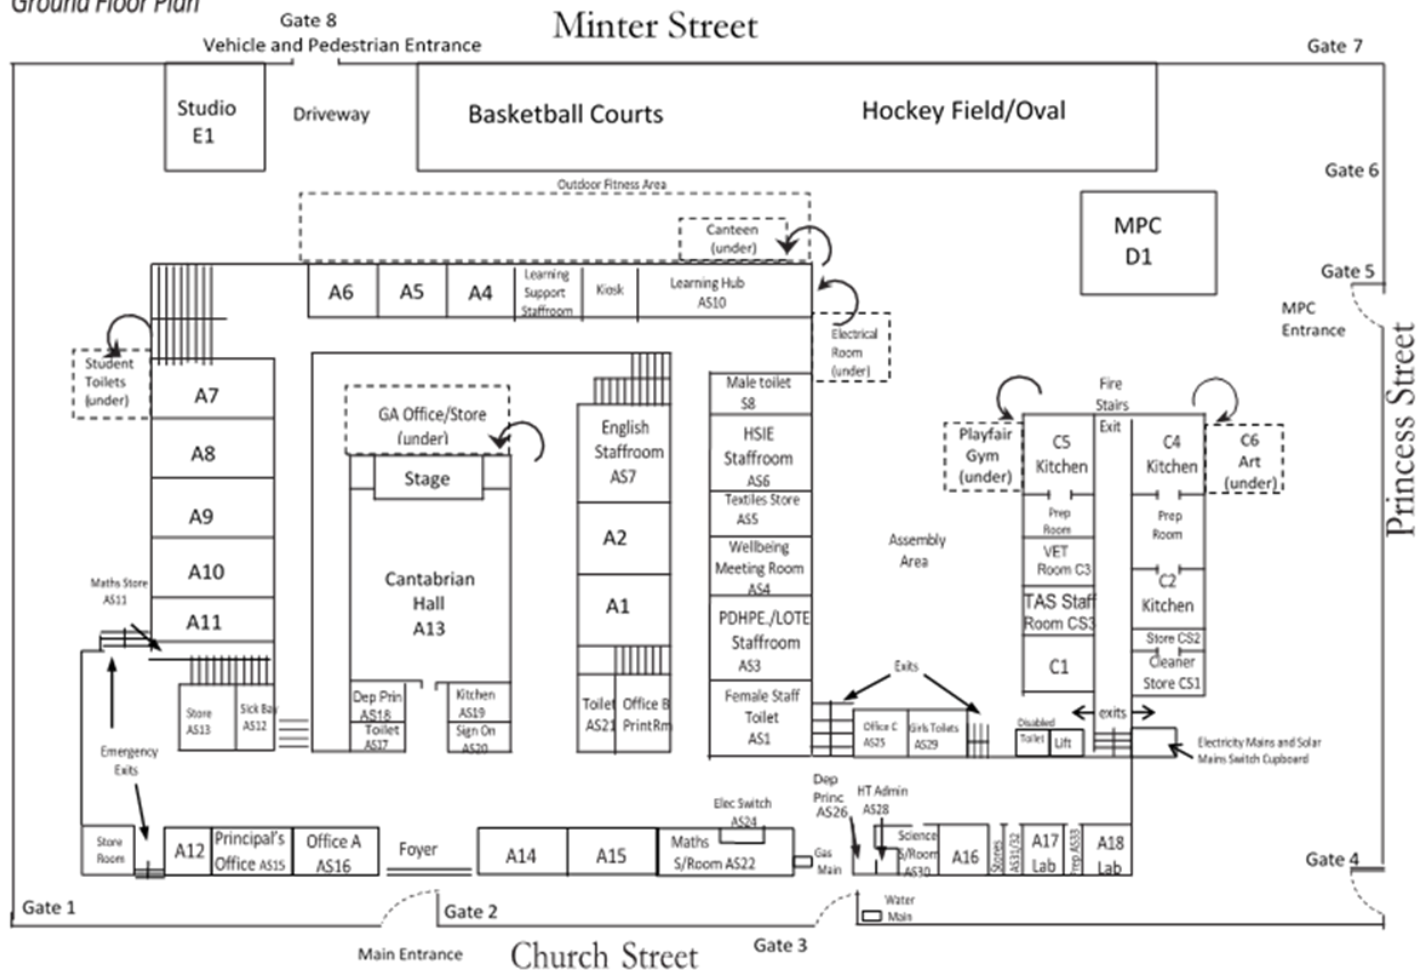 Ground Floor Plan
Gate 8
Vehicle and Pedestrian Entrance
Minter Street
Gate 7
Studio
E1
Driveway
Basketball Courts
Hockey Field/Oval
Gate 6
Outdoor Fitness Area
Canteen
(under)
MPC
D1
Gate 5
MPC
Entrance
Princess Street
A6
A5
A4
Learning
Support
Staffroom
Kiosk
Learning Hub
AS10
Electrical
Room
(under)
Student
Toilets
(under)
A7
A8
A9
A10
A11
Maths Store
AS11
GA Office/Store
(under)
Stage
Cantabrian
Hall
A13
Dep Prin
AS18
Toilet
AS17
Kitchen
AS19
Sign On
AS20
English
Staffroom
AS7
A2
A1
Toilet
AS21
Office B
PrintRm
Male toilet
S8
HSIE
Staffroom
AS6
Textiles Store
AS5
Wellbeing
Meeting Room
AS4
PDHPE./LOTE
Staffroom
AS3
Female Staff
Toilet
AS1
Assembly
Area
Exits
Playfair
Gym
(under)
Fire
Stairs
Exit
C5
Kitchen
Prep
Room
VET
Room C3
TAS Staff
Room CS3
C1
C4
Kitchen
Prep
Room
C2
Kitchen
Store CS2
Cleaner
Store CS1
C6
Art
(under)
exits
Store
AS13
Sick Bay
AS12
Emergency
Exits
Office C
AS25
Girls Toilets
AS29
Disabled
Toilet
Lift
Electricity Mains and Solar
Mains Switch Cupboard
Store
Room
A12
Principal's
Office AS15
Office A
AS16
Foyer
A14
A15
Elec Switch
AS24
Maths
S/Room AS22
Gas
Main
Dep
Princ
AS26
HT Admin
AS28
Science
S/Room
AS30
A16
Stores
AS31/32
A17
Lab
Prep AS33
A18
Lab
Gate 4
Water
Main
Gate 1
Gate 2
Gate 3
Main Entrance
Church Street